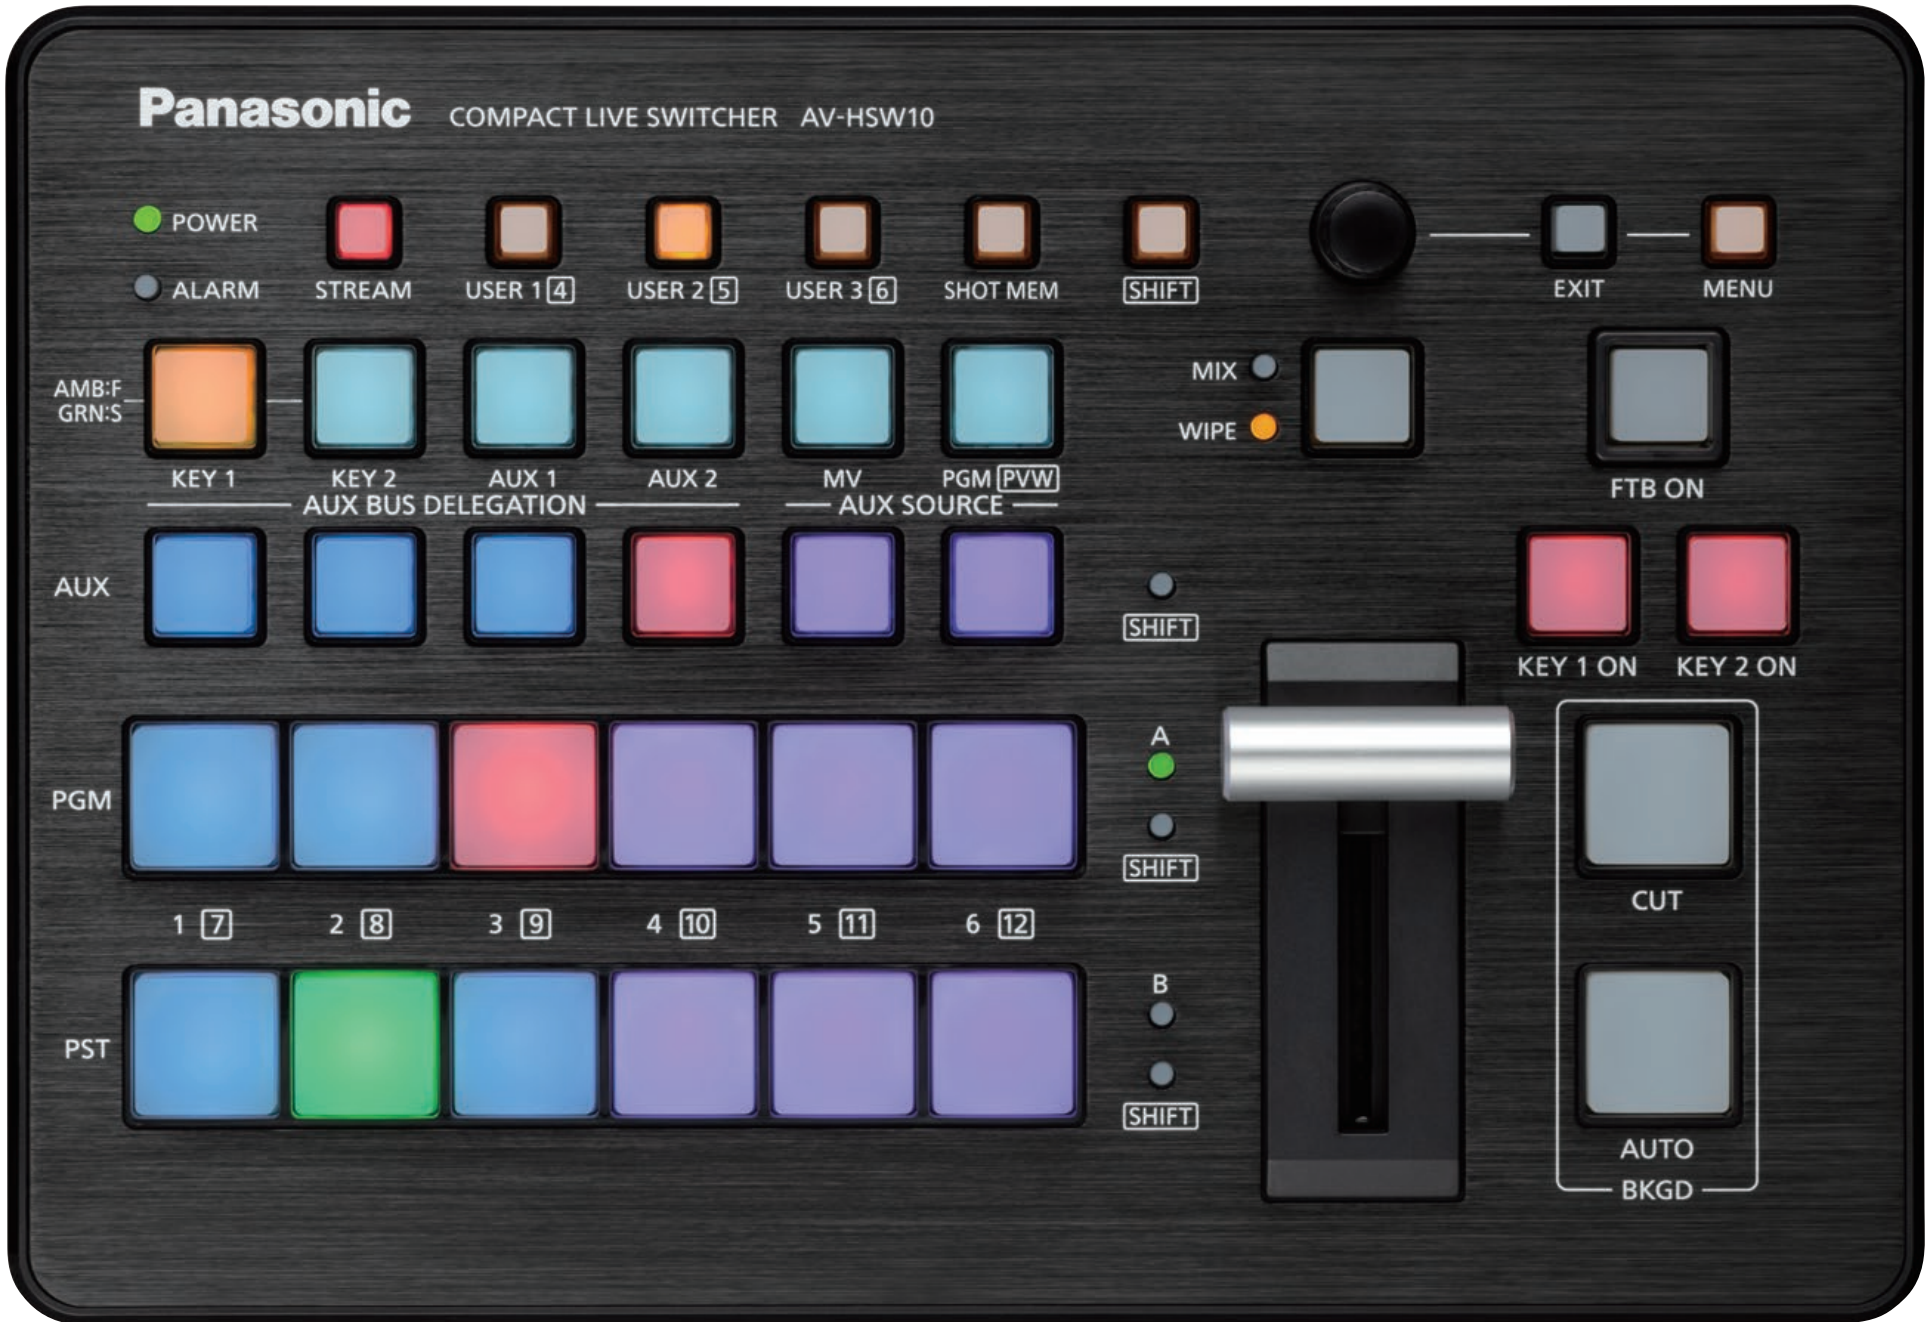 Panasonic COMPACT LIVE SWITCHER AV-HSW10
POWER
ALARM
STREAM USER 1 4 USER 2 5 USER 3 6 SHOT MEM SHIFT EXIT MENU
AMB:F
GRN:S
MIX
WIPE
KEY 1 KEY 2 AUX 1 AUX 2 MV PGM PVW
FTB ON
AUX BUS DELEGATION AUX SOURCE
AUX
SHIFT
KEY 1 ON KEY 2 ON
A
PGM
SHIFT
CUT
1 7 2 8 3 9 4 10 5 11 6 12
B
PST
SHIFT
AUTO
BKGD